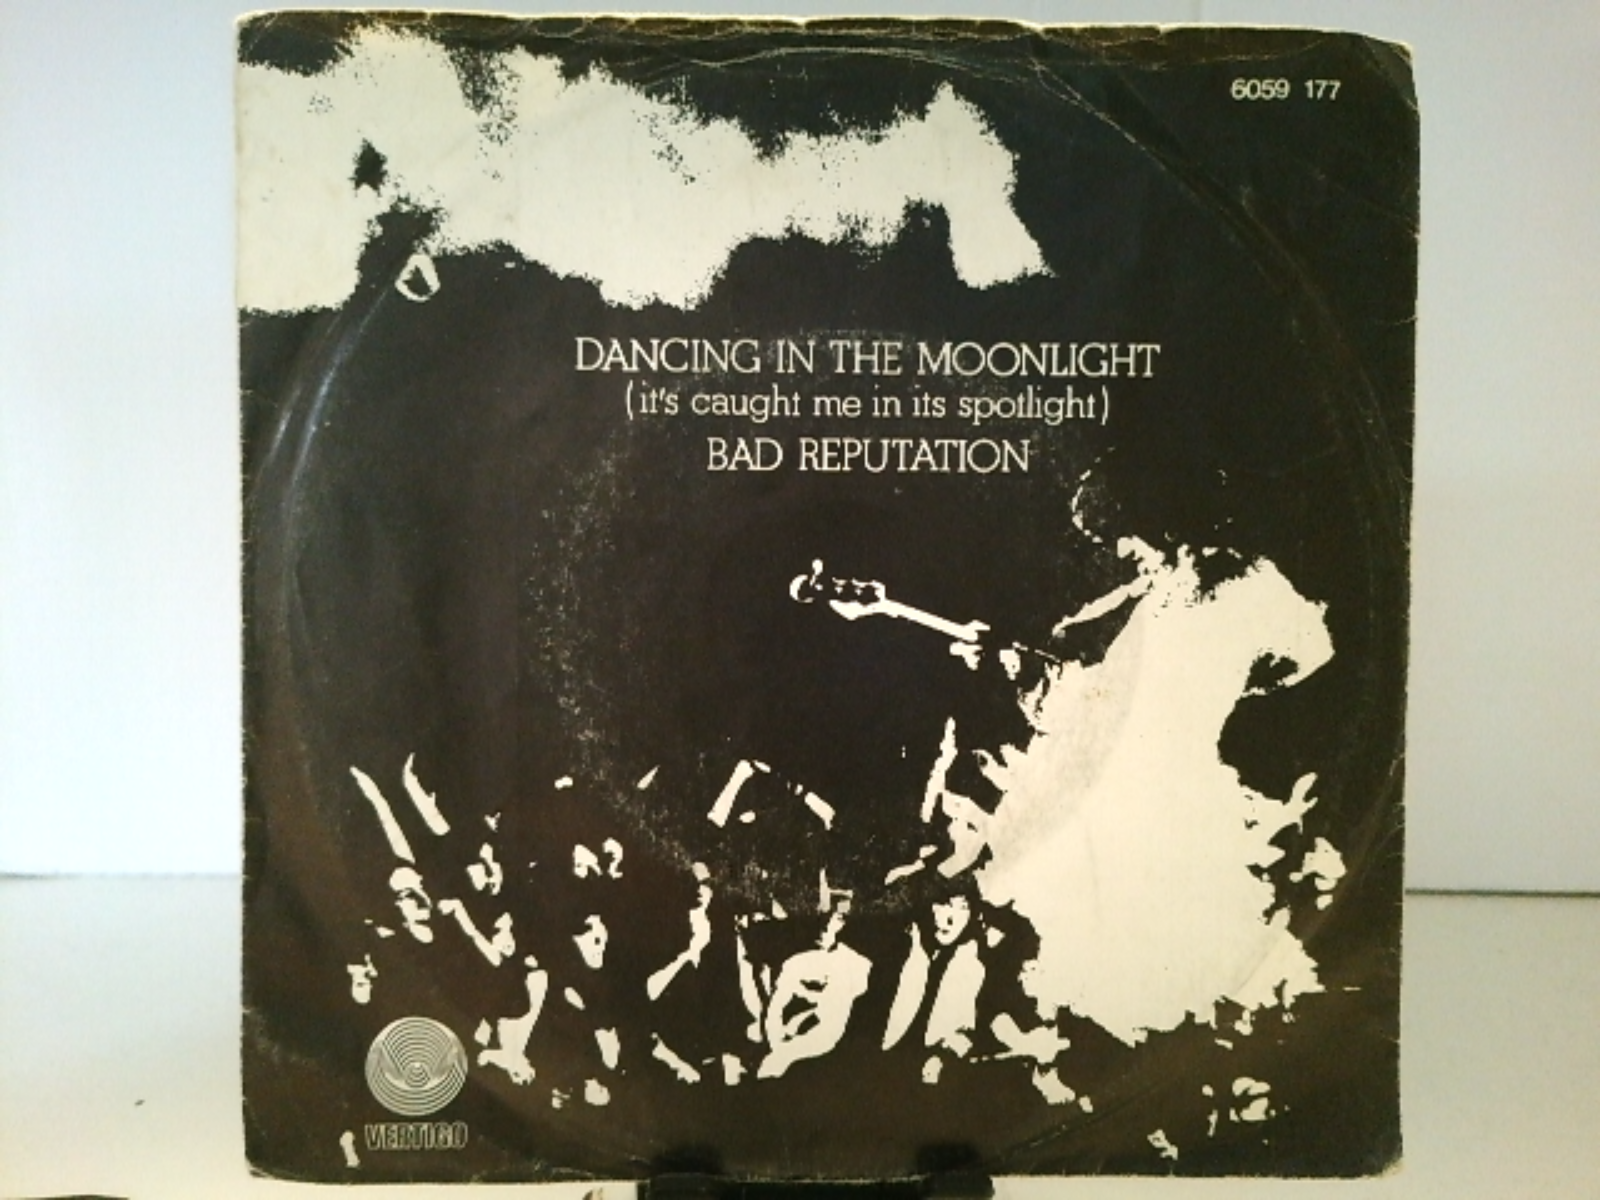 6059 177
DANCING IN THE MOONLIGHT
(it's caught me in its spotlight)
BAD REPUTATION
VERTIGO